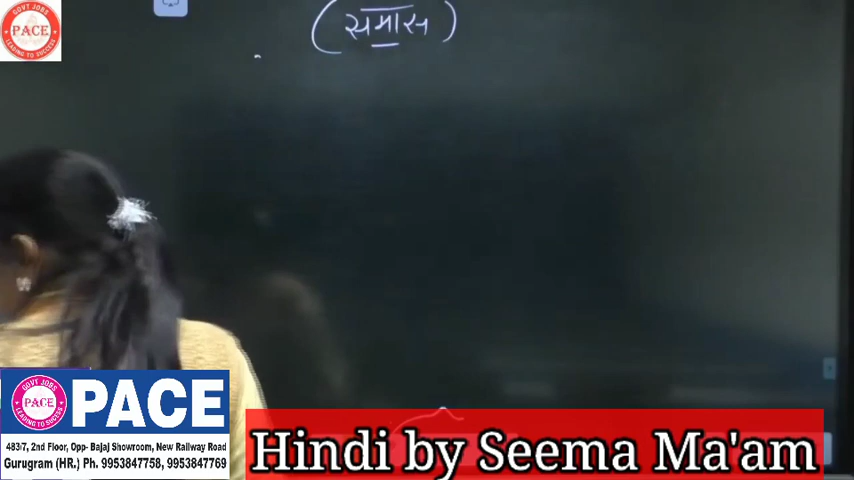 GOVT JOBS
PACE
LEADING TO SUCCESS
(समास)
GOVT JOBS
PACE
LEADING TO SUCCESS
PACE
483/7, 2nd Floor, Opp- Bajaj Showroom, New Railway Road
Gurugram (HR.) Ph. 9953847758, 9953847769
Hindi by Seema Ma'am